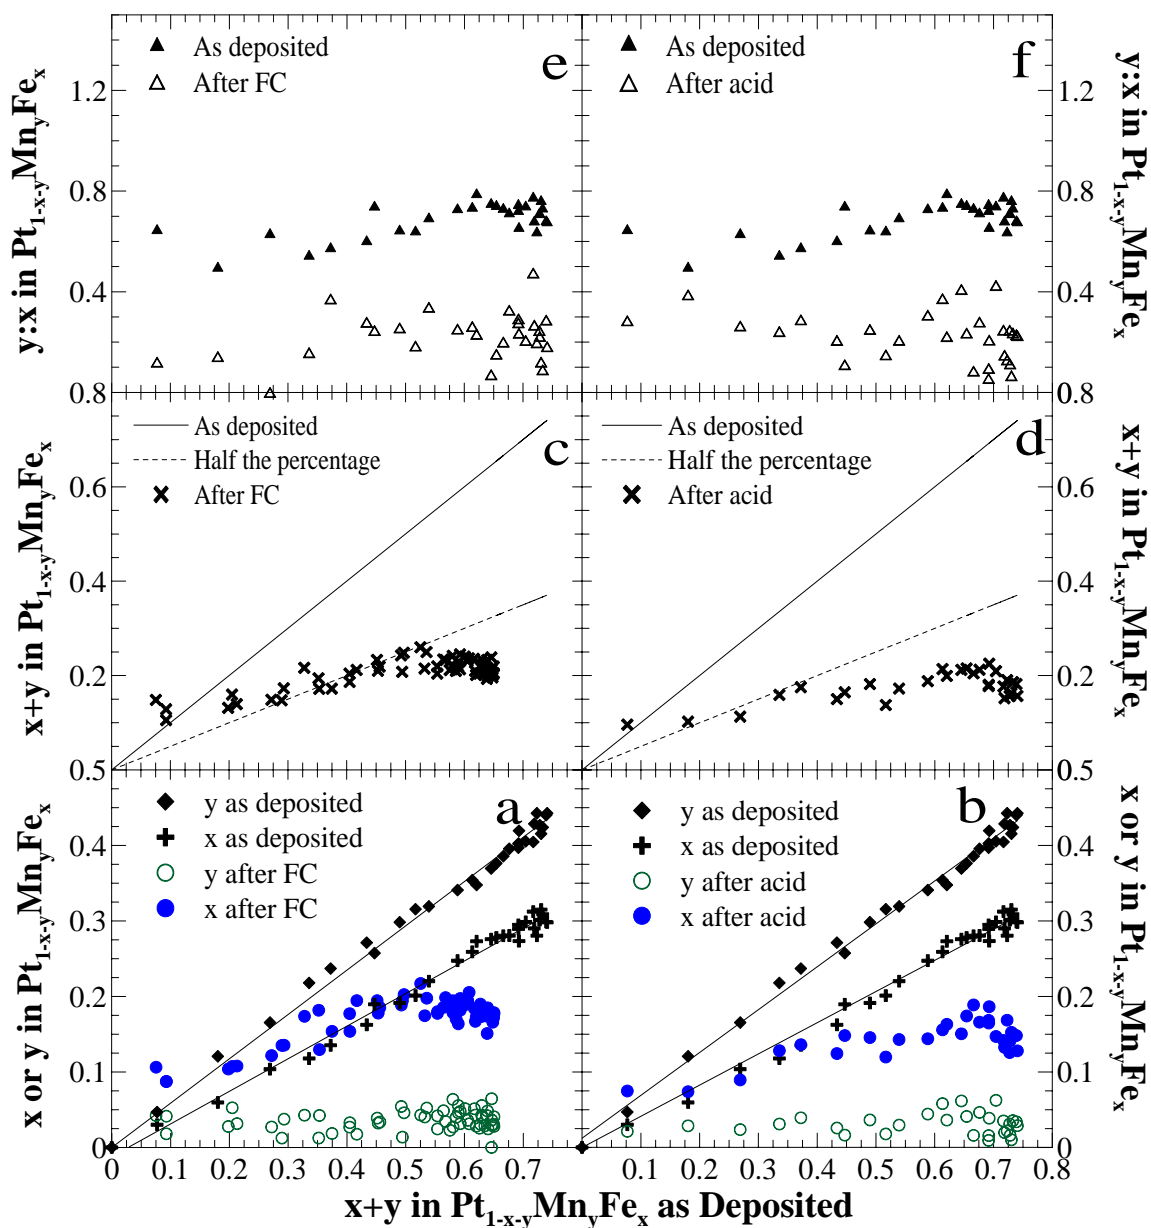 As deposited
After FC
e
As deposited
After acid
f
1.2
0.8
0.4
0.8
1.2
0.8
0.4
0.8
y:x in Pt1-x-yMnyFex
y:x in Pt1-x-yMnyFex
As deposited
Half the percentage
After FC
c
As deposited
Half the percentage
After acid
d
0.6
0.4
0.2
0.5
0.6
0.4
0.2
0.5
x+y in Pt1-x-yMnyFex
x+y in Pt1-x-yMnyFex
y as deposited
x as deposited
y after FC
x after FC
a
y as deposited
x as deposited
y after acid
x after acid
b
0.4
0.3
0.2
0.1
0
0.4
0.3
0.2
0.1
0
x or y in Pt1-x-yMnyFex
x or y in Pt1-x-yMnyFex
0 0.1 0.2 0.3 0.4 0.5 0.6 0.7
0.1 0.2 0.3 0.4 0.5 0.6 0.7 0.8
x+y in Pt1-x-yMnyFex as Deposited